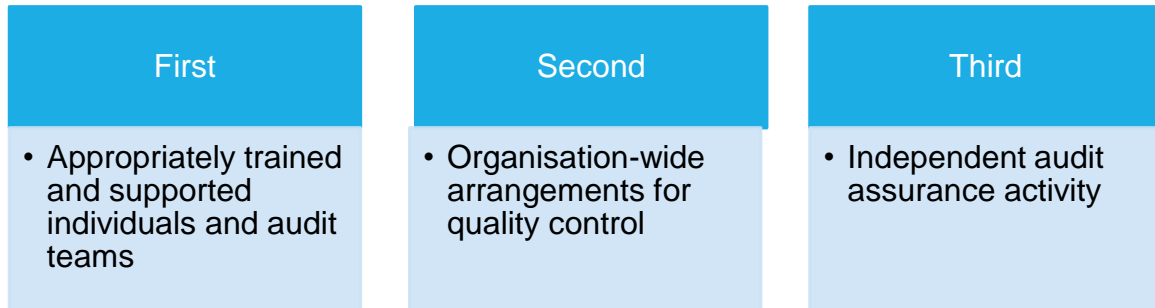 First
• Appropriately trained
and supported
individuals and audit
teams
Second
• Organisation-wide
arrangements for
quality control
Third
• Independent audit
assurance activity